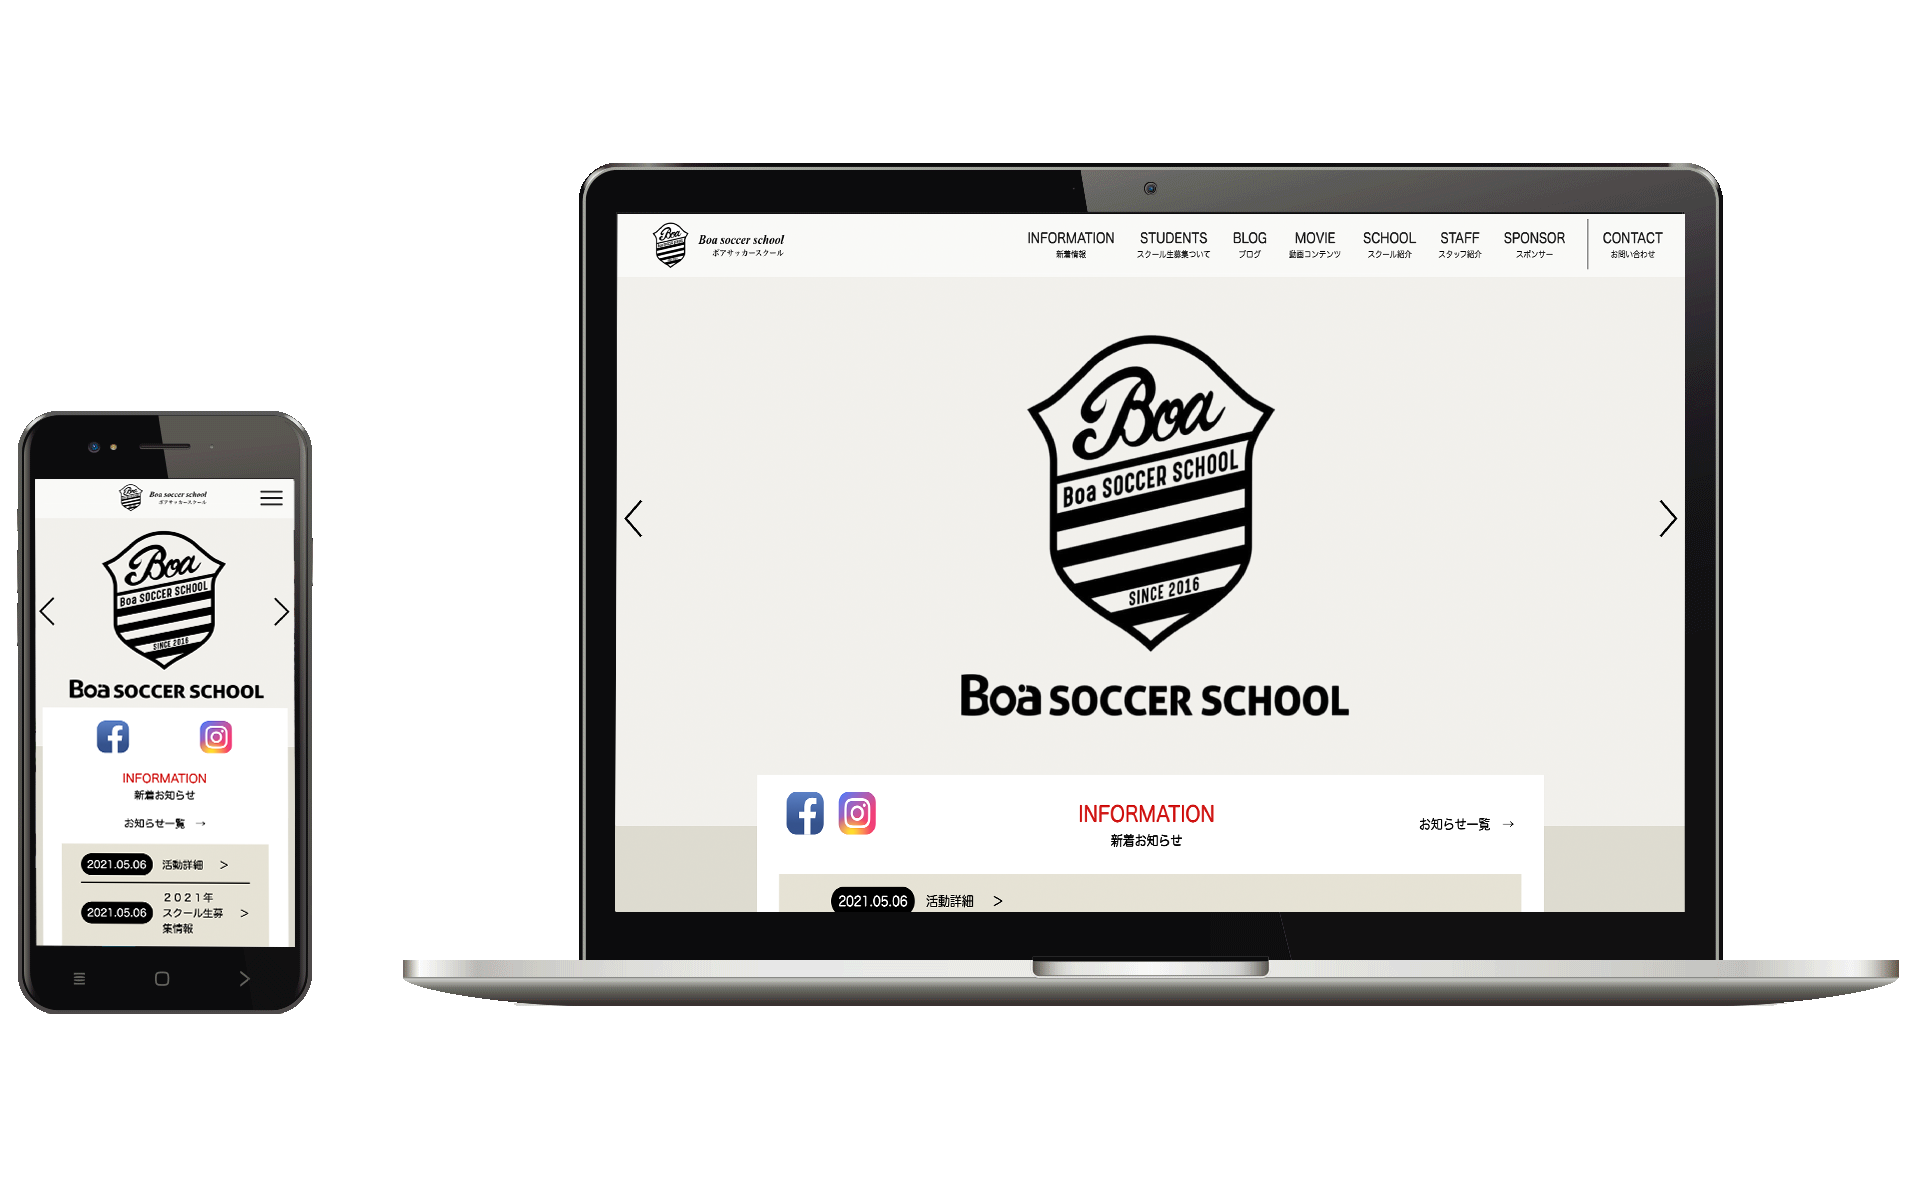 Boa
Boa soccer school
ボアサッカースクール
INFORMATION
新着情報
STUDENTS
スクール生募集ついて
BLOG
ブログ
MOVIE
動画コンテンツ
SCHOOL
スクール紹介
STAFF
スタッフ紹介
SPONSOR
スポンサー
CONTACT
お問い合わせ
Boa
Boa SOCCER SCHOOL
SINCE 2016
Boa SOCCER SCHOOL
INFORMATION
新着お知らせ
お知らせ一覧 →
2021.05.06 活動詳細 >
Boa
Boa soccer school
ボアサッカースクール
Boa
Boa SOCCER SCHOOL
SINCE 2016
Boa SOCCER SCHOOL
INFORMATION
新着お知らせ
お知らせ一覧 →
2021.05.06 活動詳細 >
2021.05.06 ２０２１年
スクール生募 >
集情報